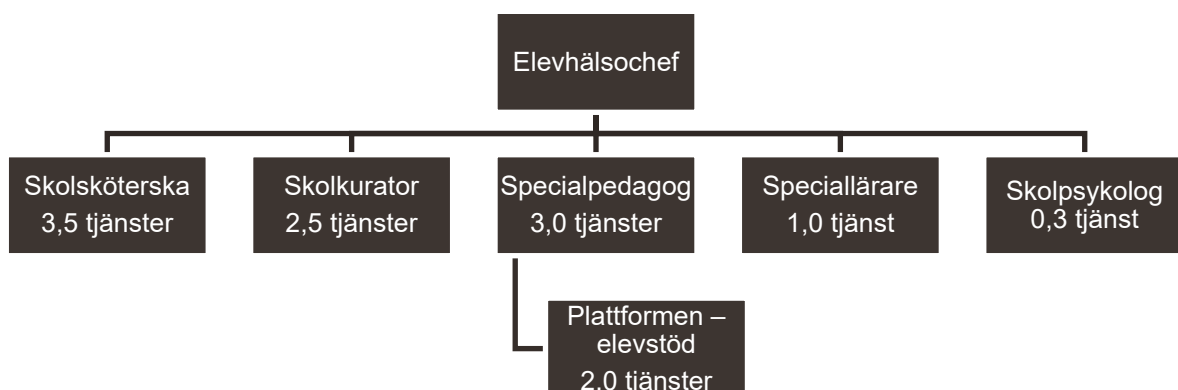 Elevhälsochef
Skolsköterska
3,5 tjänster
Skolkurator
2,5 tjänster
Specialpedagog
3,0 tjänster
Speciallärare
1,0 tjänst
Skolpsykolog
0,3 tjänst
Plattformen –
elevstöd
2,0 tjänster